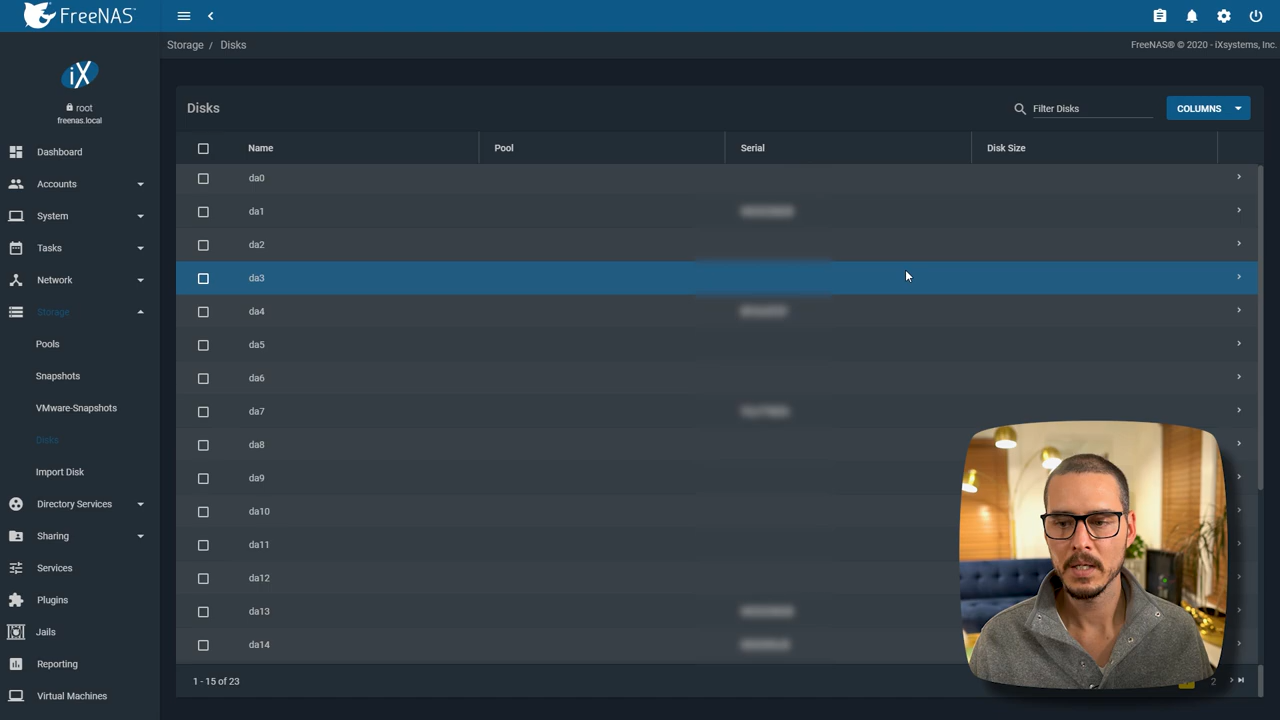 FreeNAS®
Storage / Disks
FreeNAS® © 2020 - iXsystems, Inc.
iX
root
freenas.local
Dashboard
Accounts
System
Tasks
Network
Storage
Pools
Snapshots
VMware-Snapshots
Disks
Import Disk
Directory Services
Sharing
Services
Plugins
Jails
Reporting
Virtual Machines
Disks
Filter Disks
COLUMNS
Name Pool Serial Disk Size
da0
da1
da2
da3
da4
da5
da6
da7
da8
da9
da10
da11
da12
da13
da14
1 - 15 of 23
2